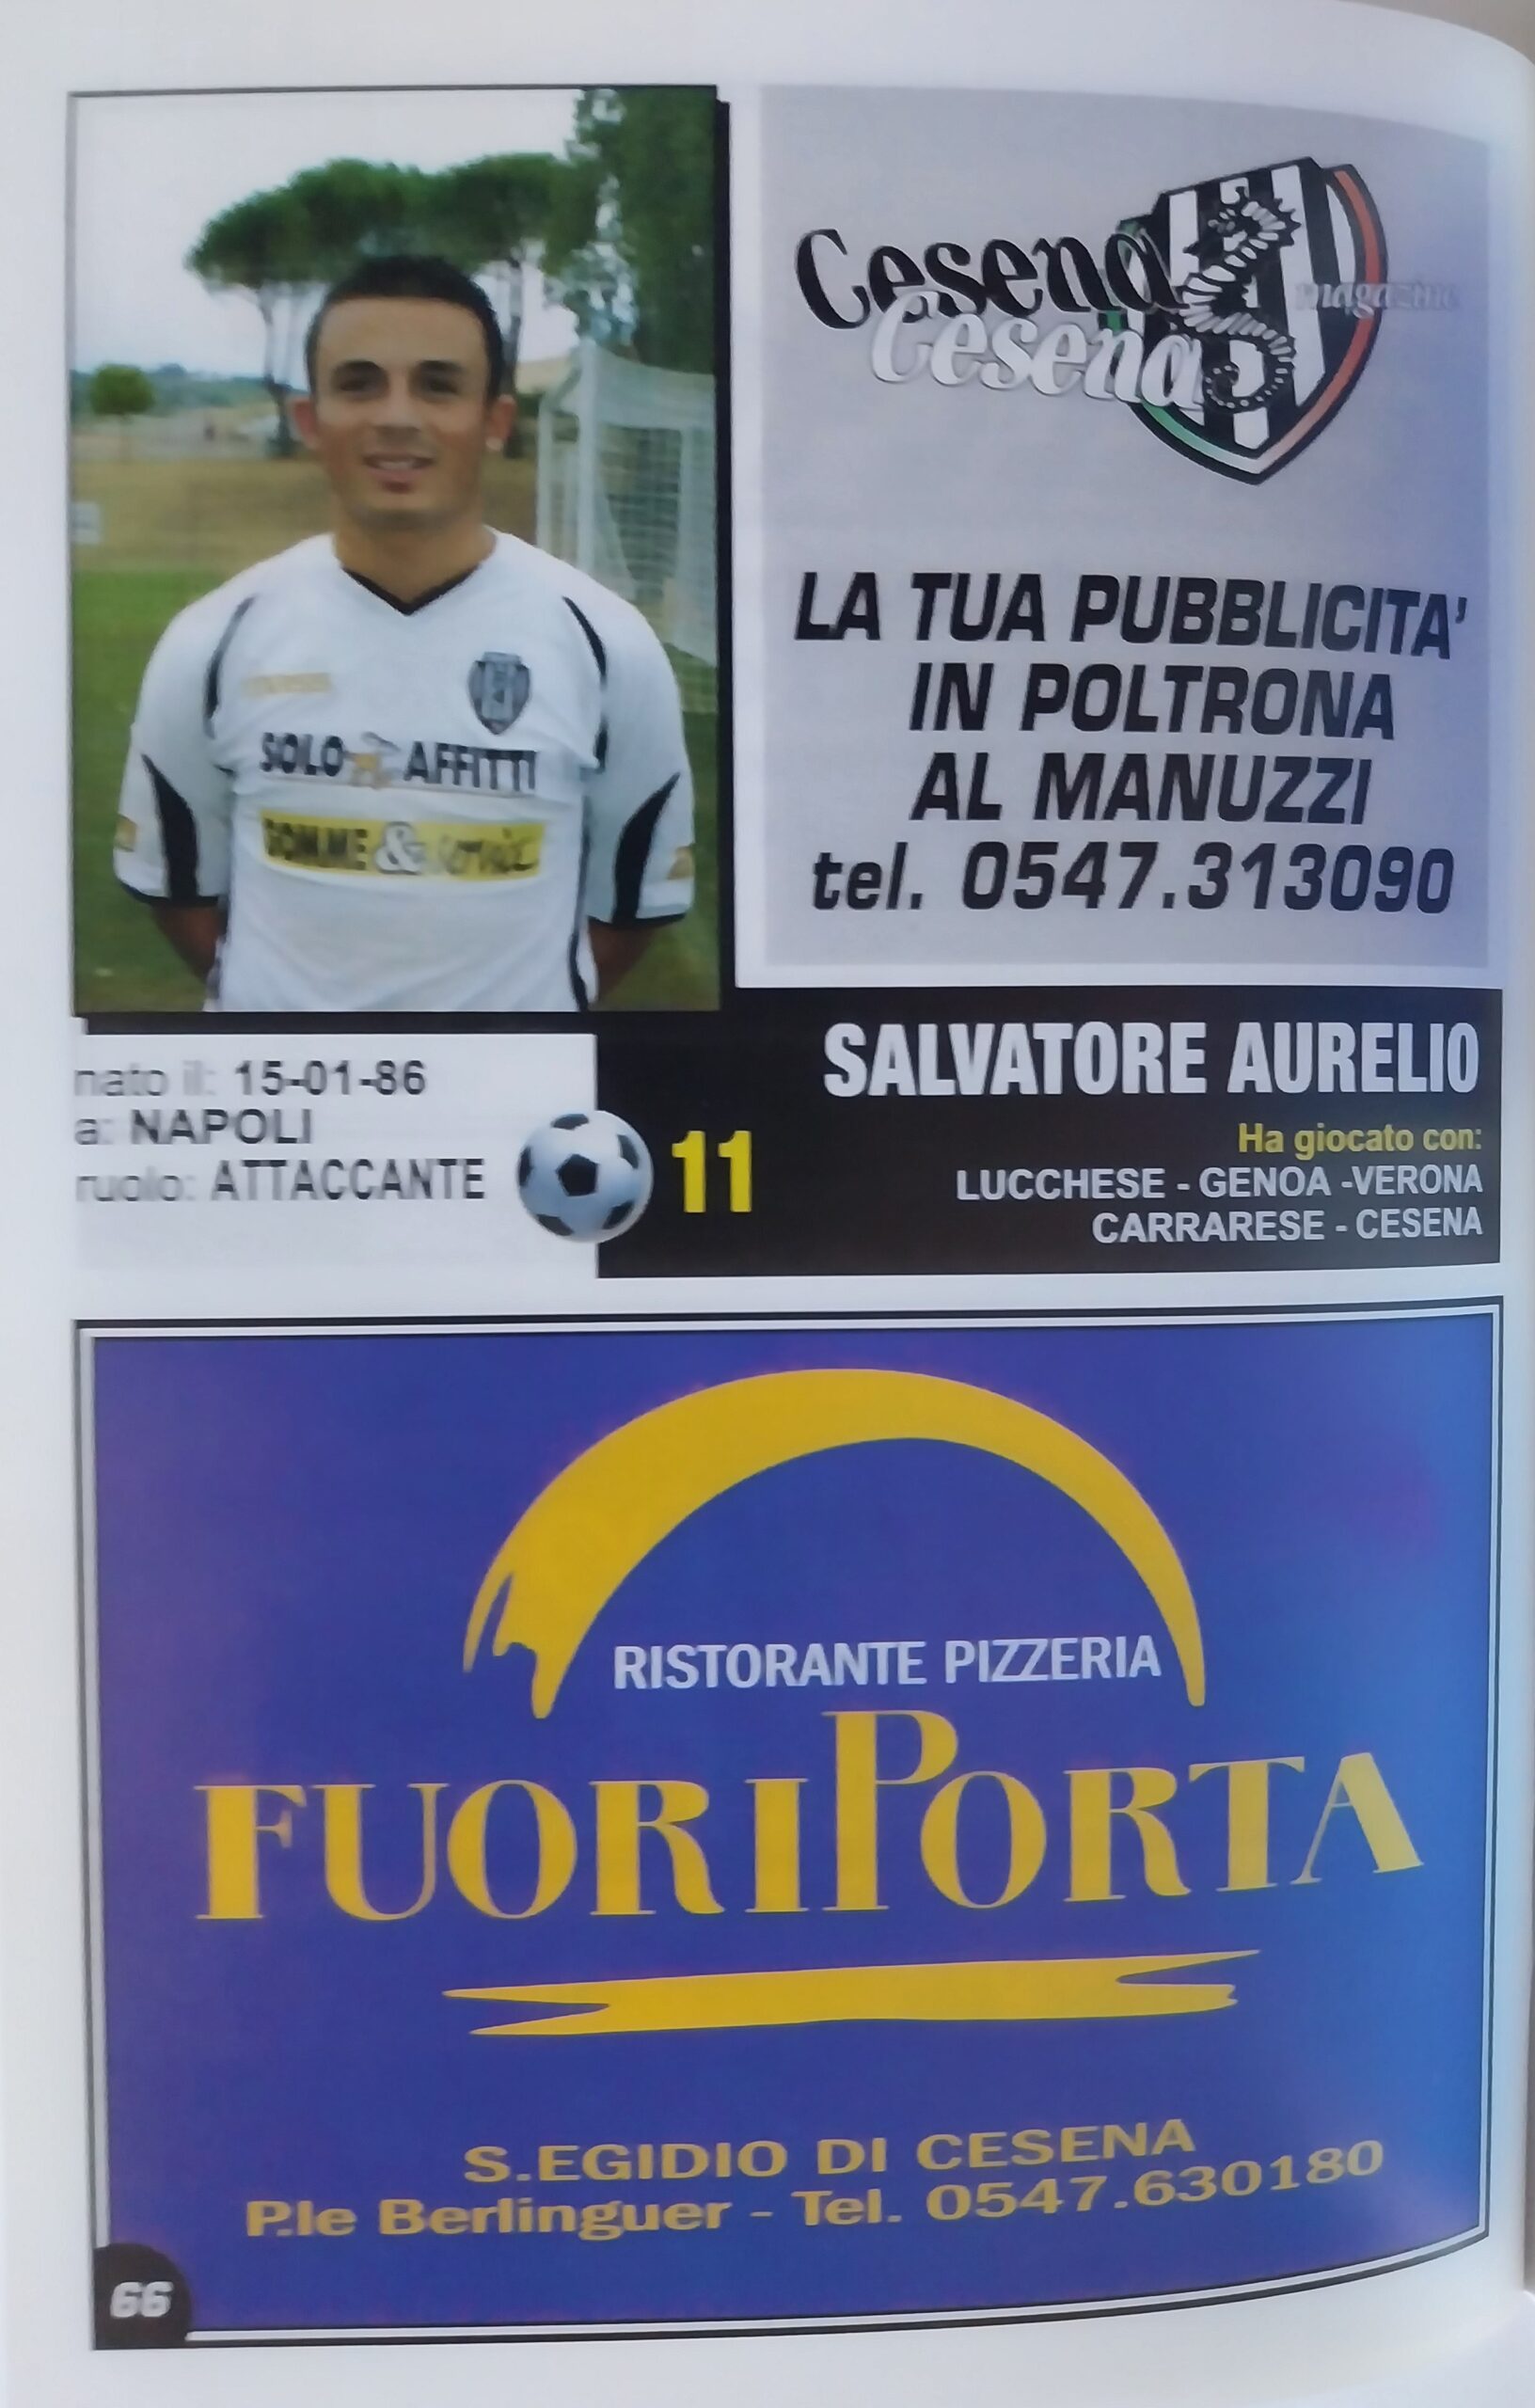 Cesena
Cesena
magazine
LA TUA PUBBLICITA'
IN POLTRONA
AL MANUZZI
tel. 0547.313090
SOLO AFFITTI
GOMME & service
SALVATORE AURELIO
nato il: 15-01-86
a: NAPOLI
ruolo: ATTACCANTE
11
Ha giocato con:
LUCCHESE - GENOA -VERONA
CARRARESE - CESENA
RISTORANTE PIZZERIA
FUORIPORTA
S.EGIDIO DI CESENA
P.le Berlinguer - Tel. 0547.630180
66